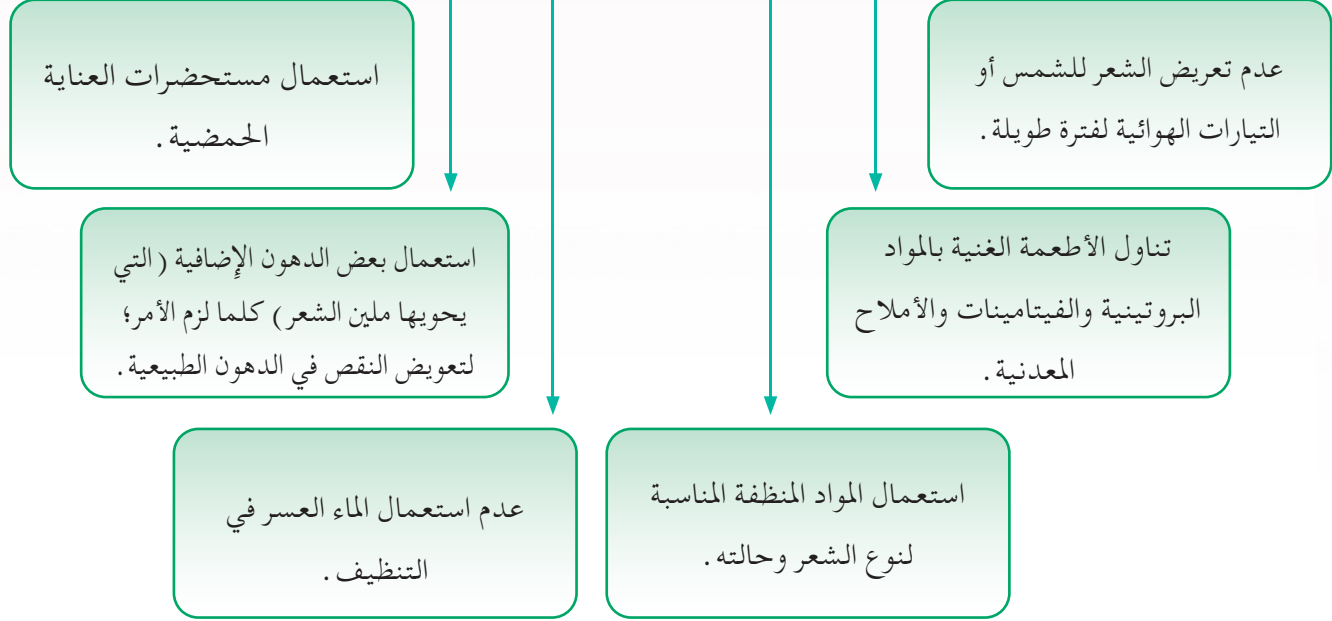 عدم تعريض الشعر للشمس أو
التيارات الهوائية لفترة طويلة.
استعمال مستحضرات العناية
الحمضية.
تناول الأطعمة الغنية بالمواد
البروتينية والفيتامينات والأملاح
المعدنية.
استعمال بعض الدهون الإضافية (التي
يحويها ملين الشعر) كلما لزم الأمر؛
لتعويض النقص في الدهون الطبيعية.
استعمال المواد المنظفة المناسبة
لنوع الشعر وحالته.
عدم استعمال الماء العسر في
التنظيف.